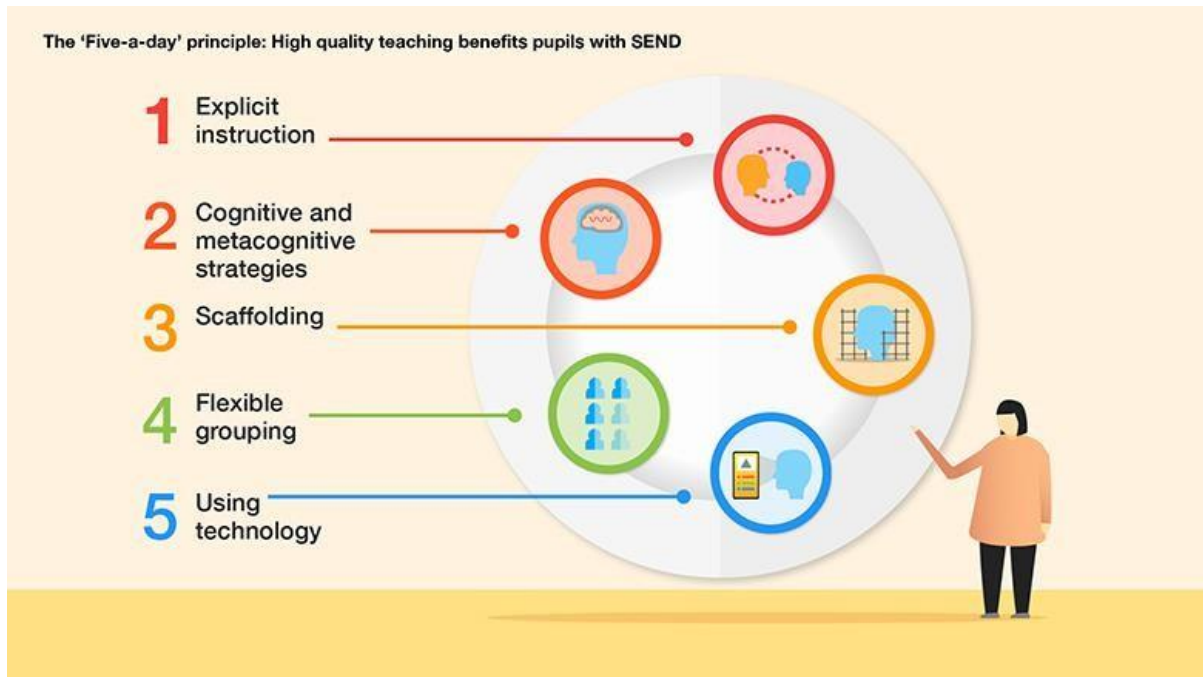 The ‘Five-a-day’ principle: High quality teaching benefits pupils with SEND
1 Explicit
instruction
2 Cognitive and
metacognitive
strategies
3 Scaffolding
4 Flexible
grouping
5 Using
technology